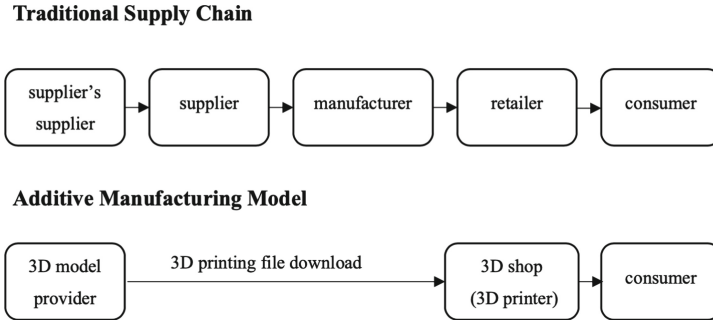 Traditional Supply Chain
supplier's
supplier
supplier
manufacturer
retailer
consumer
Additive Manufacturing Model
3D model
provider
3D printing file download
3D shop
(3D printer)
consumer